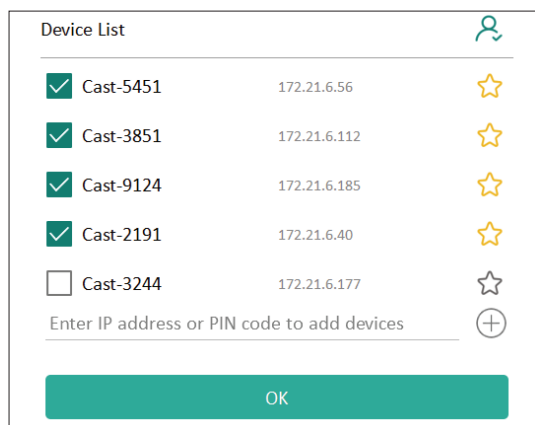 Device List
Cast-5451 172.21.6.56
Cast-3851 172.21.6.112
Cast-9124 172.21.6.185
Cast-2191 172.21.6.40
Cast-3244 172.21.6.177
Enter IP address or PIN code to add devices
OK